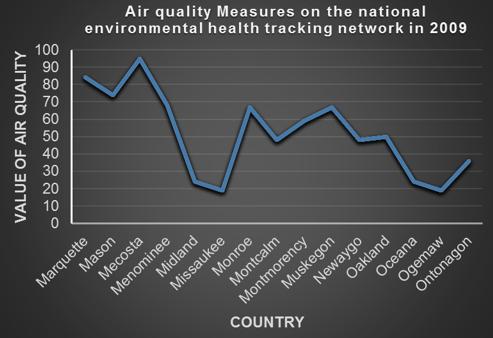 Air quality Measures on the national
environmental health tracking network in 2009
VALUE OF AIR QUALITY
100
90
80
70
60
50
40
30
20
10
0
Marquette
Mason
Mecosta
Menominee
Midland
Missaukee
Monroe
Montcalm
Montmorency
Muskegon
Newaygo
Oakland
Oceana
Ogemaw
Ontonagon
COUNTRY